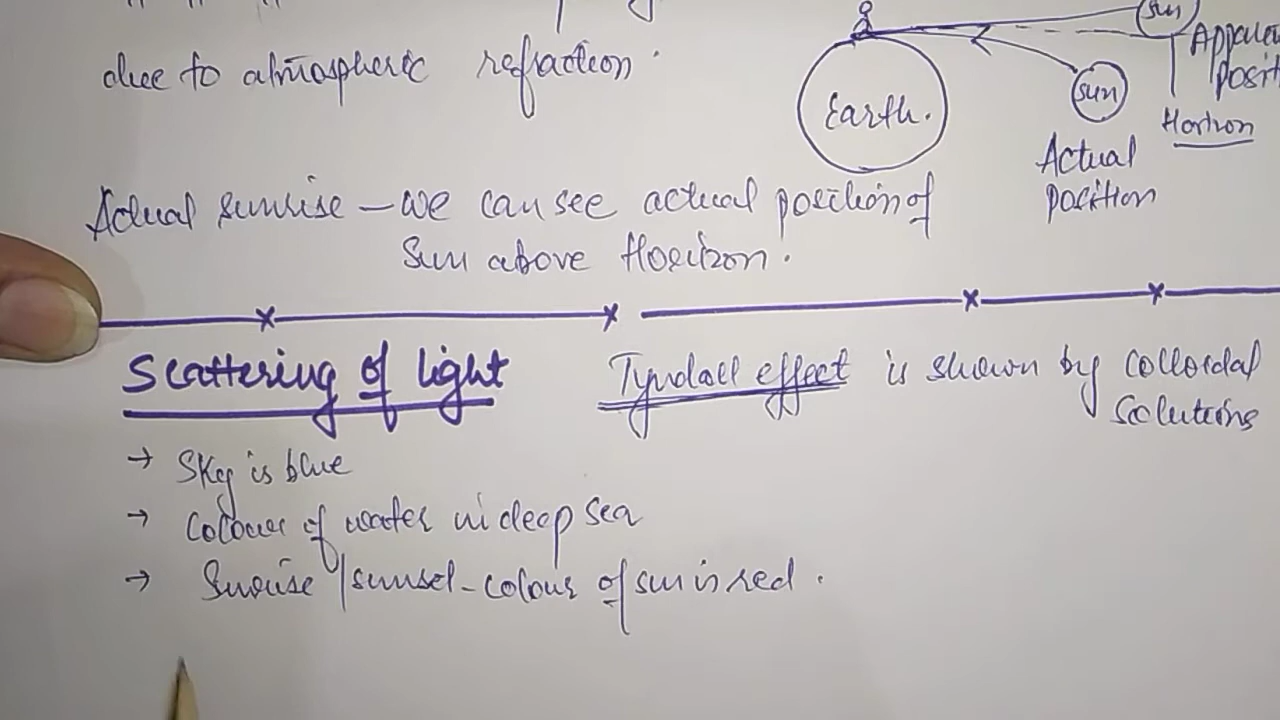 due to atmospheric refraction.
Sun
Apparent
Posit
Earth.
Sun
Horizon
Actual
position
Actual sunrise – we can see actual position of
Sun above Horizon.
Scattering of light
Tyndall effect is shown by colloidal
solutions
→ Sky is blue
→ Colour of water in deep sea
→ Sunrise / sunset - colour of sun is red.